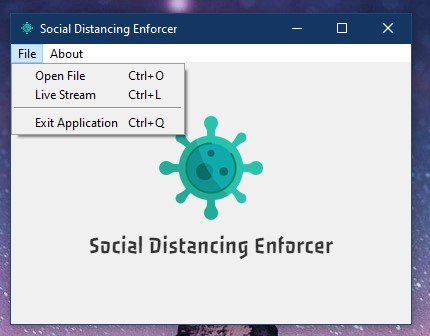 Social Distancing Enforcer
File About
Open File Ctrl+O
Live Stream Ctrl+L
Exit Application Ctrl+Q
Social Distancing Enforcer